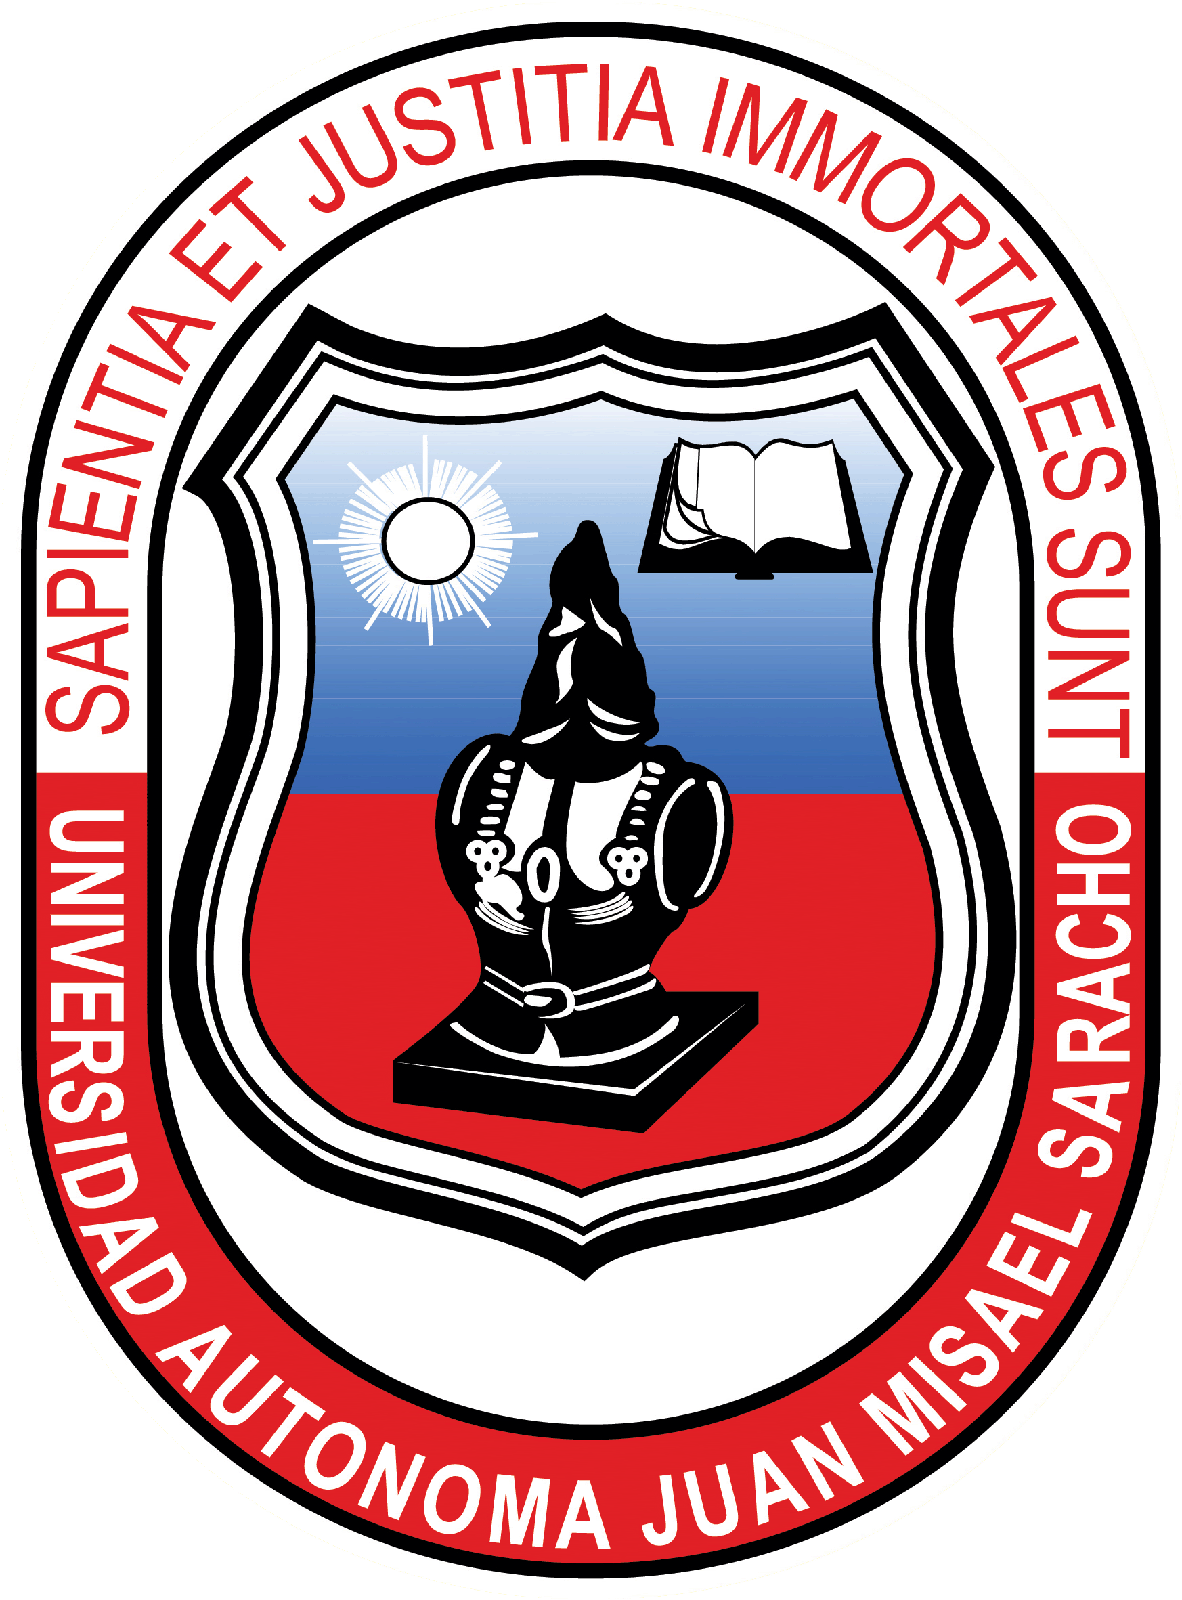 SAPIENTIA ET JUSTITIA IMMORTALES SUNT
UNIVERSIDAD AUTONOMA JUAN MISAEL SARACHO